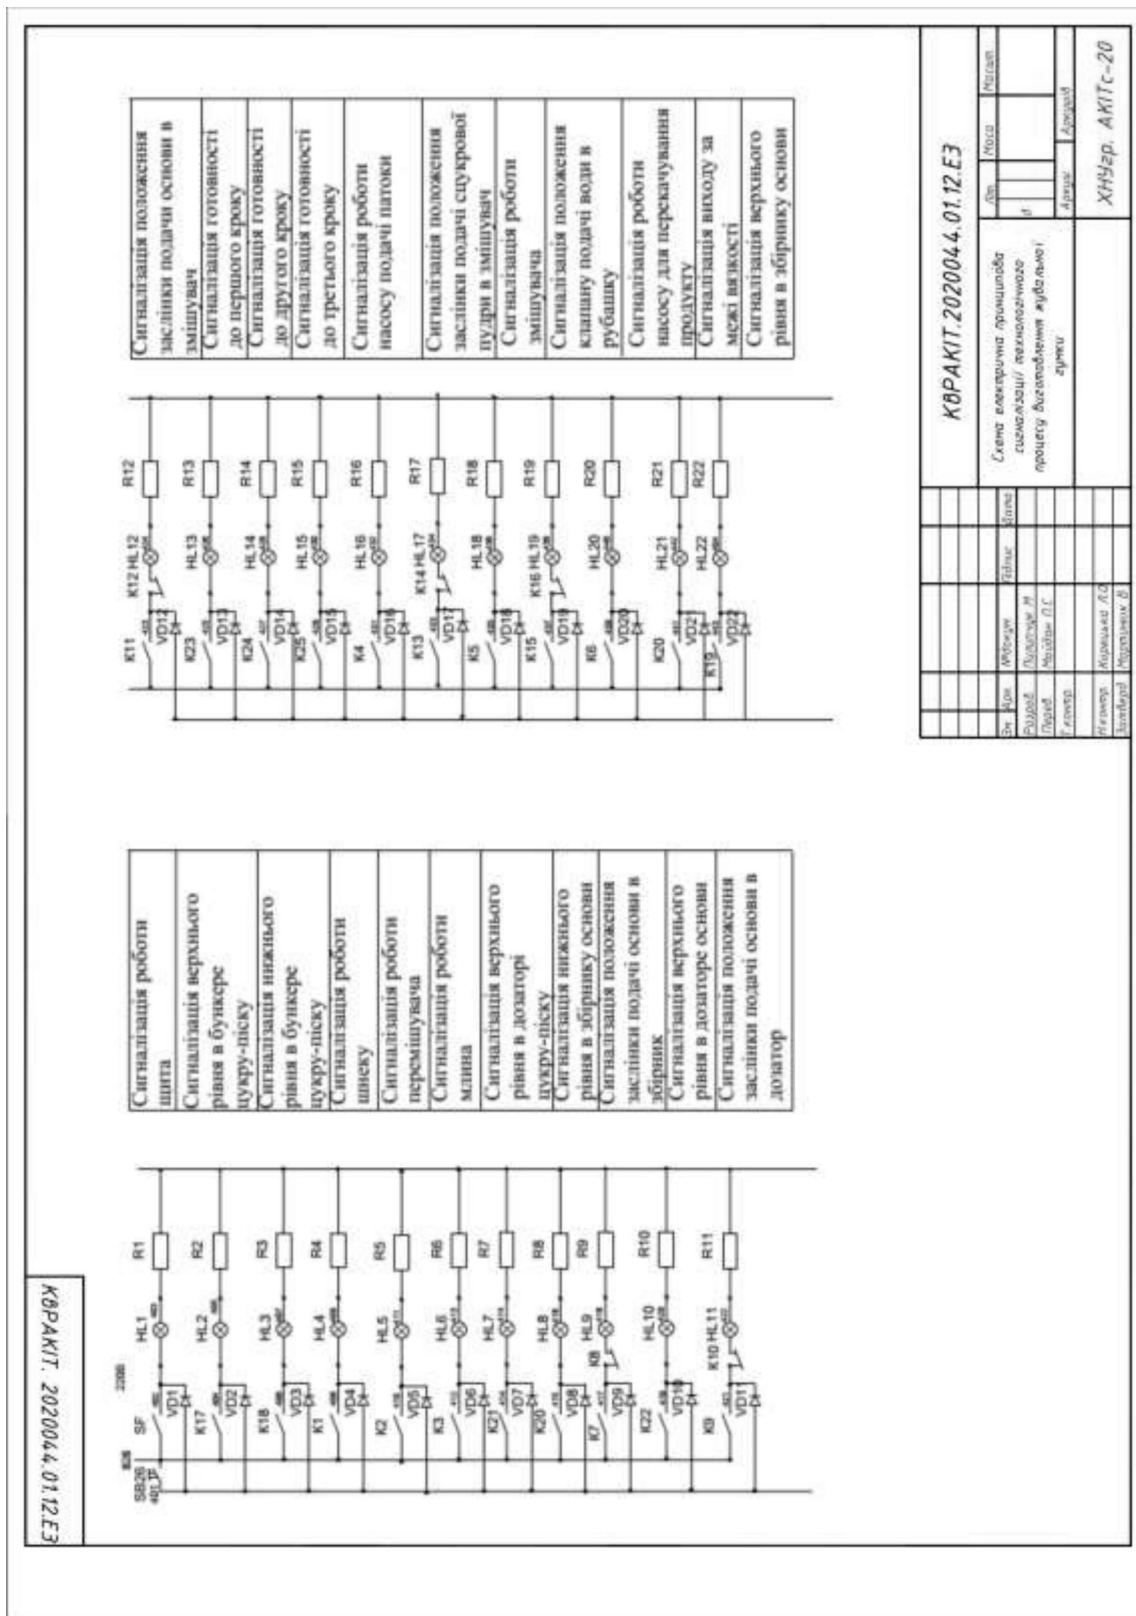 КВРАКІТ. 2020044.01.12.Е3
220В
SB2B
401
SF
HL1
R1
VD1
K17
HL2
R2
VD2
K18
HL3
R3
VD3
K1
HL4
R4
VD4
K2
HL5
R5
VD5
K3
HL6
R6
VD6
K21
HL7
R7
VD7
K20
HL8
R8
VD8
K7
K8
HL9
R9
VD9
K22
HL10
R10
VD10
K9
K10
HL11
R11
VD1
Сигналізація роботи
щита
Сигналізація верхнього
рівня в бункере
цукру-піску
Сигналізація нижнього
рівня в бункере
цукру-піску
Сигналізація роботи
шнеку
Сигналізація роботи
перемішувача
Сигналізація роботи
млина
Сигналізація верхнього
рівня в дозаторі
цукру-піску
Сигналізація нижнього
рівня в збірнику основи
Сигналізація положення
заслінки подачі основи в
збірник
Сигналізація верхнього
рівня в дозаторе основи
Сигналізація положення
заслінки подачі основи в
дозатор
K11
K12
HL12
R12
VD12
K23
HL13
R13
VD13
K24
HL14
R14
VD14
K25
HL15
R15
VD15
K4
HL16
R16
VD16
K13
K14
HL17
R17
VD17
K5
HL18
R18
VD18
K15
K16
HL19
R19
VD19
K6
HL20
R20
VD20
K20
HL21
R21
VD21
K19
HL22
R22
VD22
Сигналізація положення
заслінки подачи основи в
змішувач
Сигналізація готовності
до першого кроку
Сигналізація готовності
до другого кроку
Сигналізація готовності
до третього кроку
Сигналізація роботи
насосу подачі патоки
Сигналізація положення
заслінки подачі сцукрової
пудри в змішувач
Сигналізація роботи
змішувача
Сигналізація положення
клапану подачі води в
рубашку
Сигналізація роботи
насосу для перекачування
продукту
Сигналізація виходу за
межі вязкості
Сигналізація верхнього
рівня в збірнику основи
КВРАКІТ.2020044.01.12.Е3
Схема електрична принципова
сигналізації технологічного
процесу виготовлення жувальної
гумки
Зм Арк №докум Підпис Дата
Розраб.
Перев. Майдан П.С.
Т.контр.
Н.контр. Корецька Л.О
Затверд Мартинюк В
Літ. Маса Масшт.
Аркуш Аркушів
ХНУгр. АКІТс-20